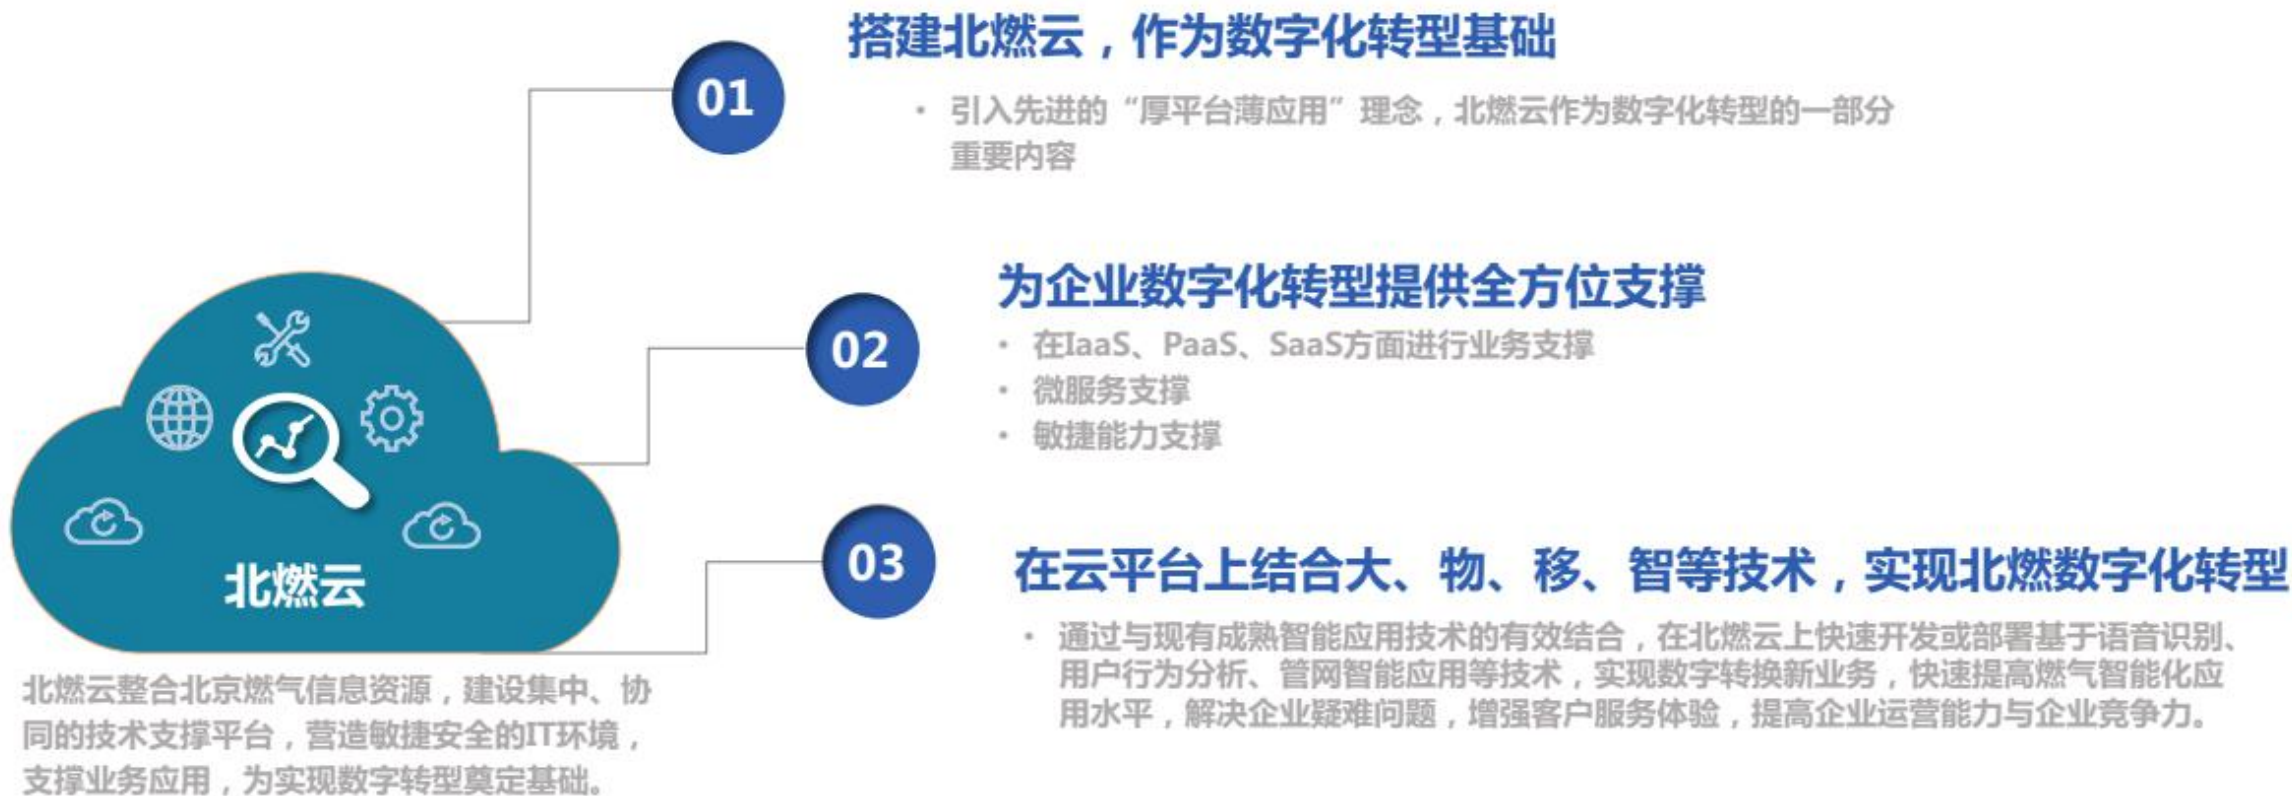 01
搭建北燃云，作为数字化转型基础
• 引入先进的“厚平台薄应用”理念，北燃云作为数字化转型的一部分
重要内容
02
为企业数字化转型提供全方位支撑
• 在IaaS、PaaS、SaaS方面进行业务支撑
• 微服务支撑
• 敏捷能力支撑
03
在云平台上结合大、物、移、智等技术，实现北燃数字化转型
• 通过与现有成熟智能应用技术的有效结合，在北燃云上快速开发或部署基于语音识别、
用户行为分析、管网智能应用等技术，实现数字转换新业务，快速提高燃气智能化应
用水平，解决企业疑难问题，增强客户服务体验，提高企业运营能力与企业竞争力。
北燃云
北燃云整合北京燃气信息资源，建设集中、协
同的技术支撑平台，营造敏捷安全的IT环境，
支撑业务应用，为实现数字转型奠定基础。